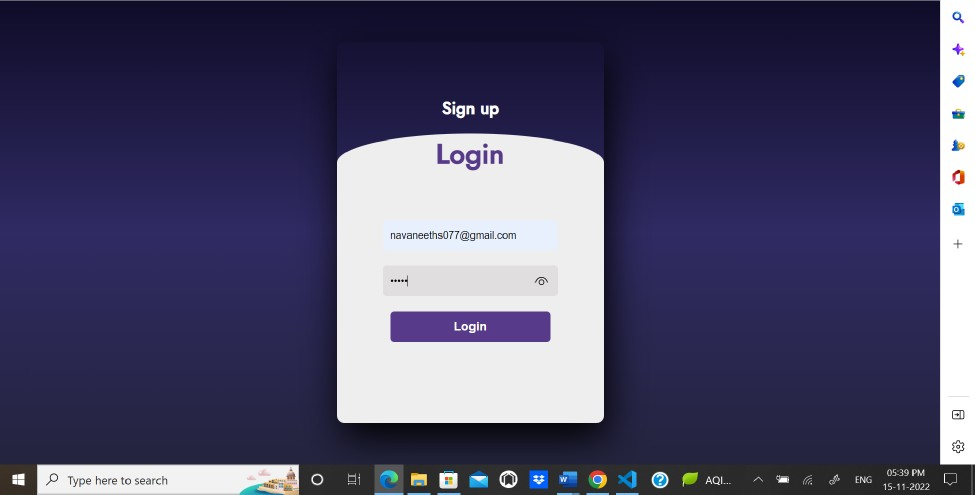 Sign up
Login
navaneeths077@gmail.com
•••••
Login
Type here to search
AQI...
ENG
05:39 PM
15-11-2022